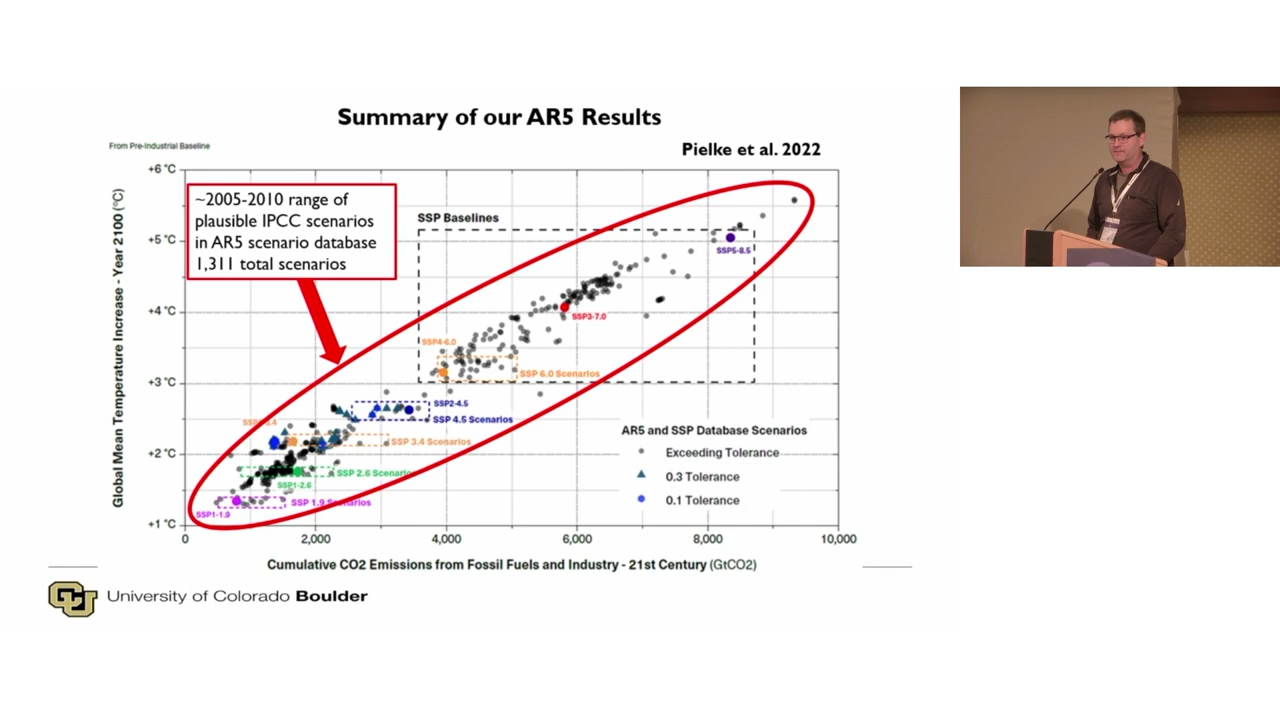 Summary of our AR5 Results
From Pre-Industrial Baseline
Pielke et al. 2022
Global Mean Temperature Increase - Year 2100 (°C)
+6 °C
+5 °C
+4 °C
+3 °C
+2 °C
+1 °C
~2005-2010 range of
plausible IPCC scenarios
in AR5 scenario database
1,311 total scenarios
SSP Baselines
SSP5-8.5
SSP3-7.0
SSP4-6.0
SSP 6.0 Scenarios
SSP2-4.5
SSP 4.5 Scenarios
SSP 3.4 Scenarios
SSP 2.6 Scenarios
SSP1-2.6
SSP 1.9 Scenarios
SSP1-1.9
AR5 and SSP Database Scenarios
Exceeding Tolerance
0.3 Tolerance
0.1 Tolerance
0
2,000
4,000
6,000
8,000
10,000
Cumulative CO2 Emissions from Fossil Fuels and Industry - 21st Century (GtCO2)
CU
University of Colorado Boulder